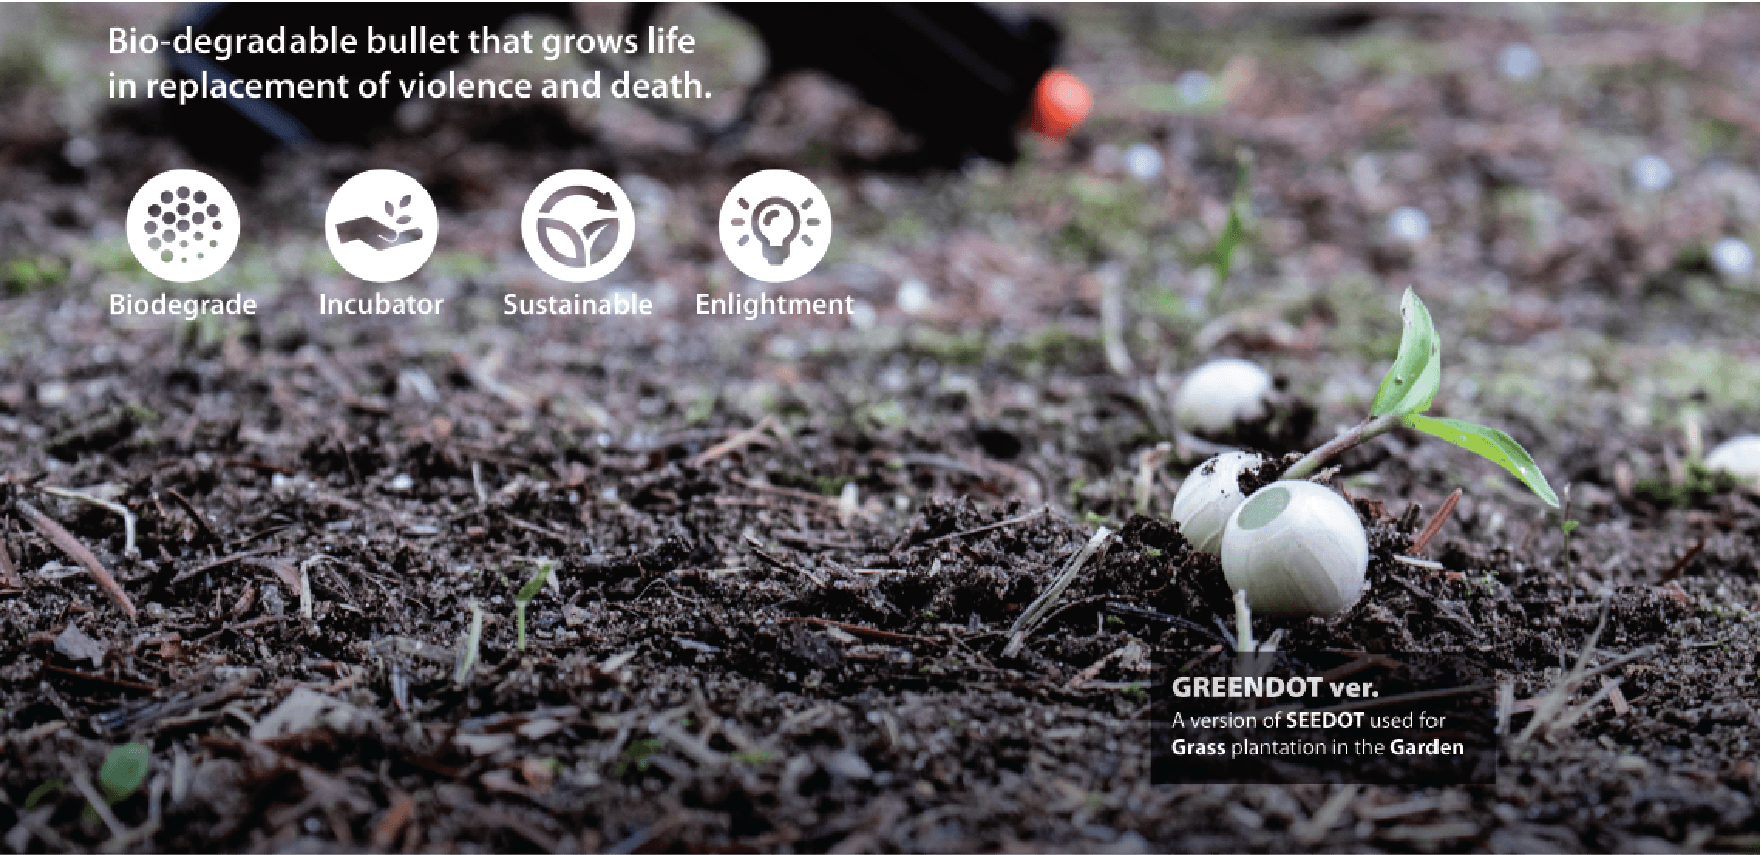 Bio-degradable bullet that grows life
in replacement of violence and death.
Biodegrade
Incubator
Sustainable
Enlightment
GREENDOT ver.
A version of SEEDOT used for
Grass plantation in the Garden